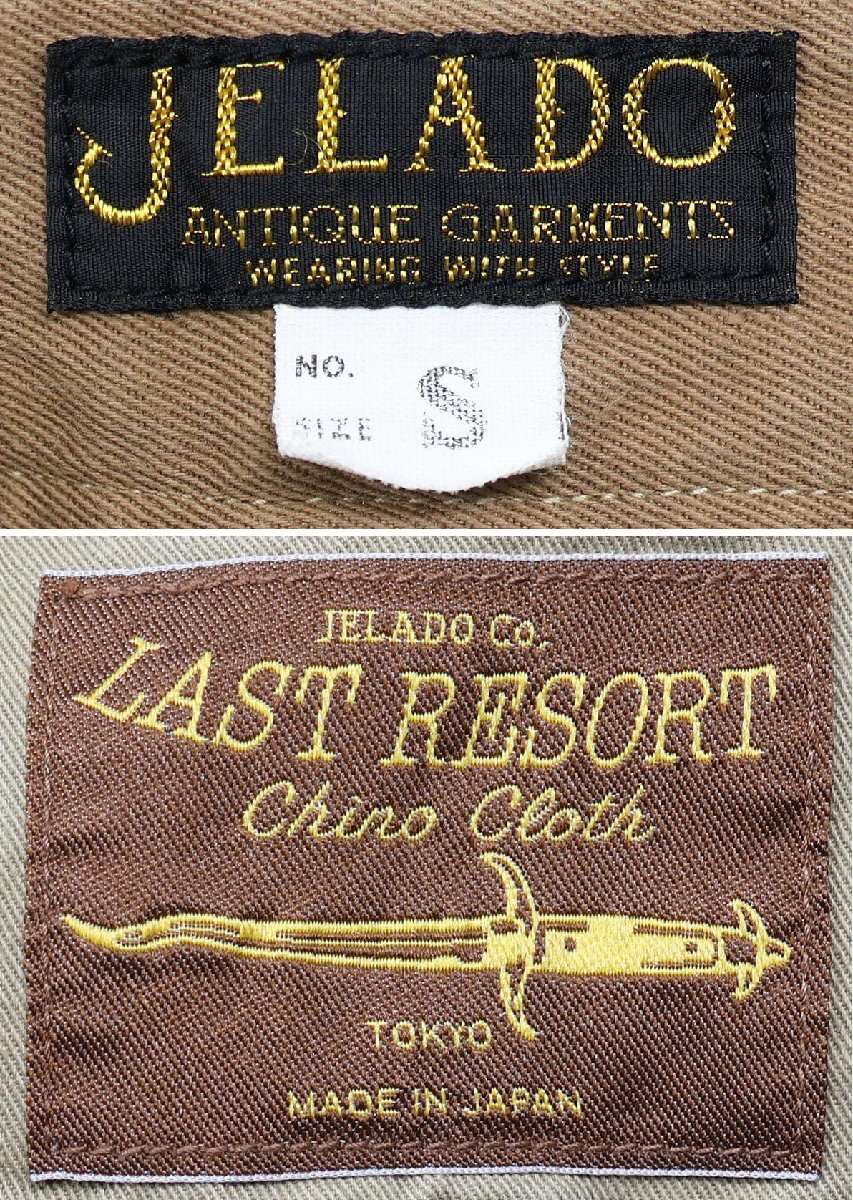 JELADO
ANTIQUE GARMENTS
WEARING WITH STYLE
NO.
SIZE S
JELADO Co.
LAST RESORT
Chino Cloth
TOKYO
MADE IN JAPAN